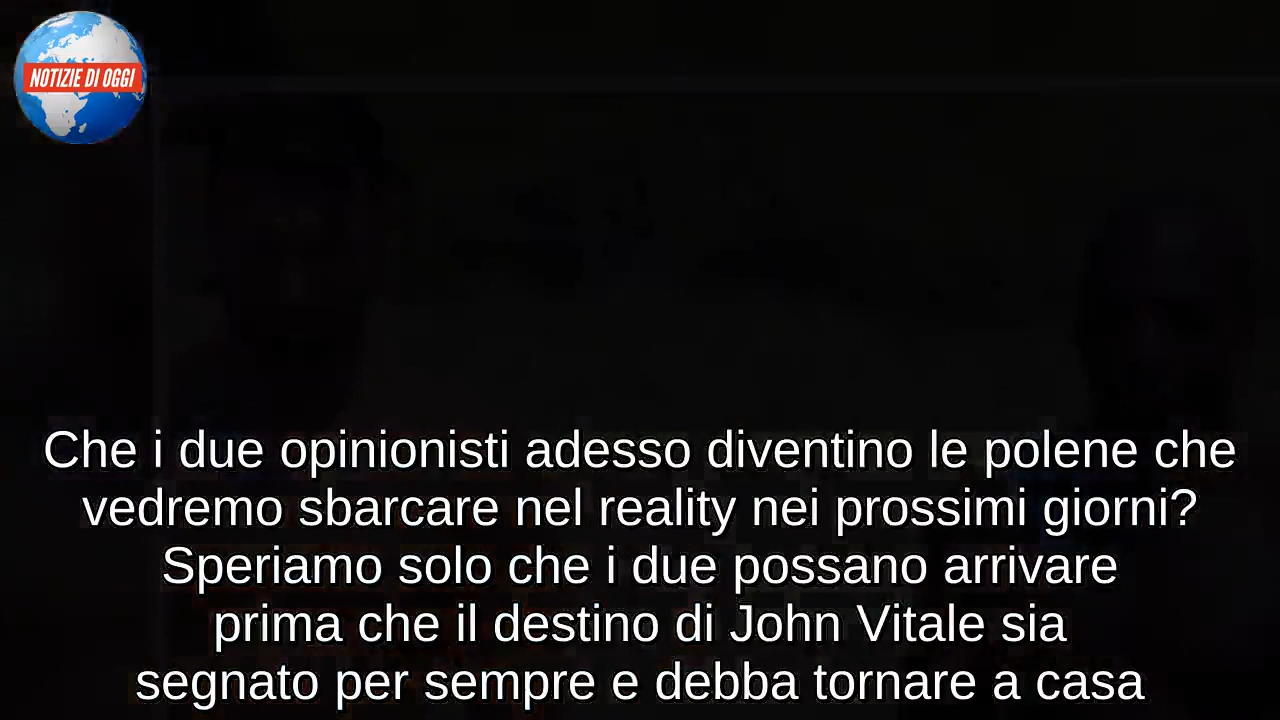 NOTIZIE DI OGGI
Che i due opinionisti adesso diventino le polene che
vedremo sbarcare nel reality nei prossimi giorni?
Speriamo solo che i due possano arrivare
prima che il destino di John Vitale sia
segnato per sempre e debba tornare a casa